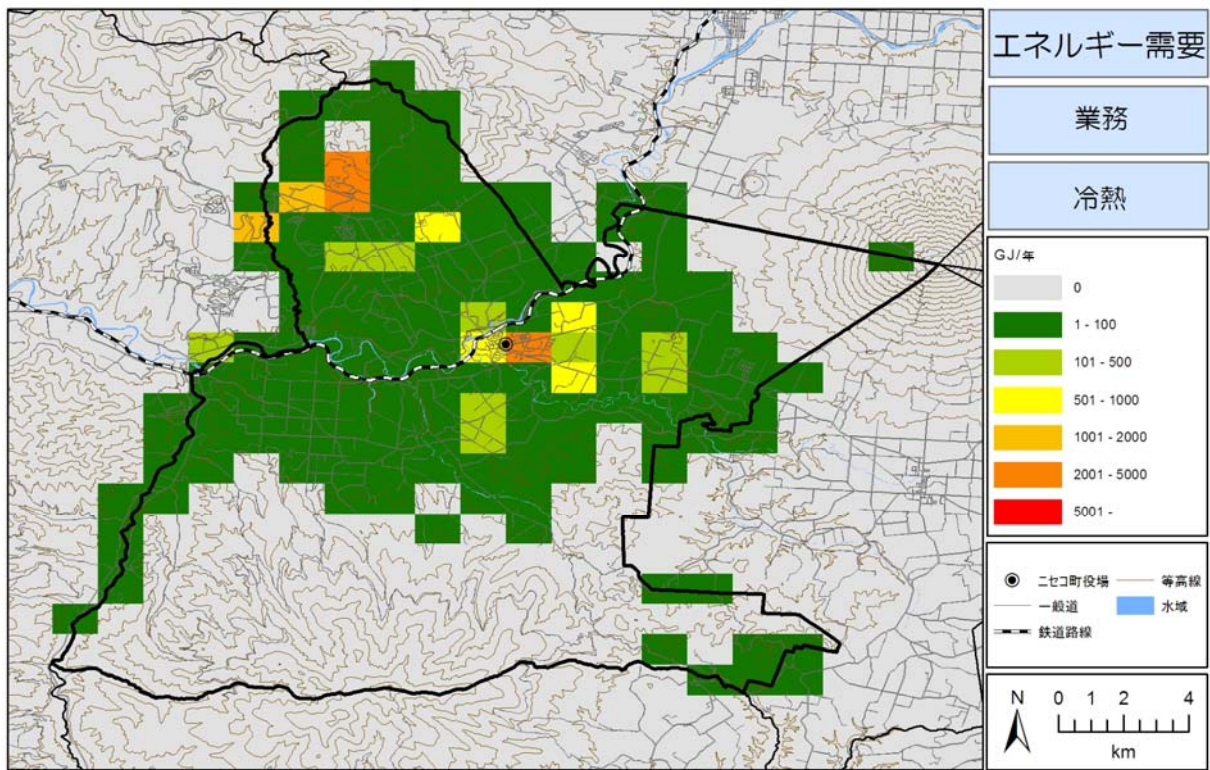 エネルギー需要
業務
冷熱
GJ/年
0
1 - 100
101 - 500
501 - 1000
1001 - 2000
2001 - 5000
5001 -
ニセコ町役場
等高線
一般道
水域
鉄道路線
N
0 1 2 4
km